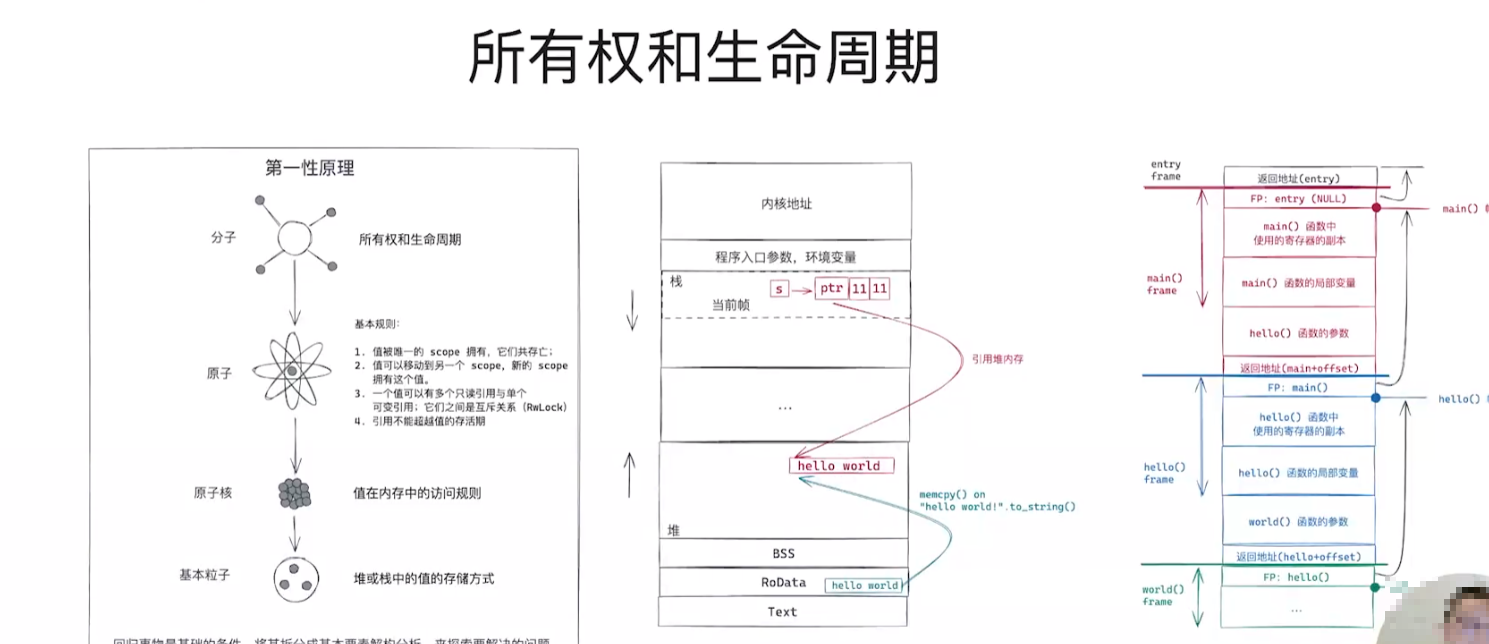 所有权和生命周期
第一性原理
分子
所有权和生命周期
原子
基本规则:
1. 值被唯一的 scope 拥有, 它们共存亡;
2. 值可以移动到另一个 scope, 新的 scope
拥有这个值。
3. 一个值可以有多个只读引用与单个
可变引用; 它们之间是互斥关系 (RwLock)
4. 引用不能超越值的存活期
原子核
值在内存中的访问规则
基本粒子
堆或栈中的值的存储方式
内核地址
程序入口参数, 环境变量
栈
s
ptr
11
11
当前帧
引用堆内存
...
hello world
memcpy() on
"hello world!".to_string()
堆
BSS
RoData
hello world
Text
entry
frame
返回地址(entry)
FP: entry (NULL)
main()
main() 函数中
使用的寄存器的副本
main()
frame
main() 函数的局部变量
hello() 函数的参数
返回地址(main+offset)
FP: main()
hello()
hello() 函数中
使用的寄存器的副本
hello()
frame
hello() 函数的局部变量
world() 函数的参数
返回地址(hello+offset)
FP: hello()
world()
frame
...